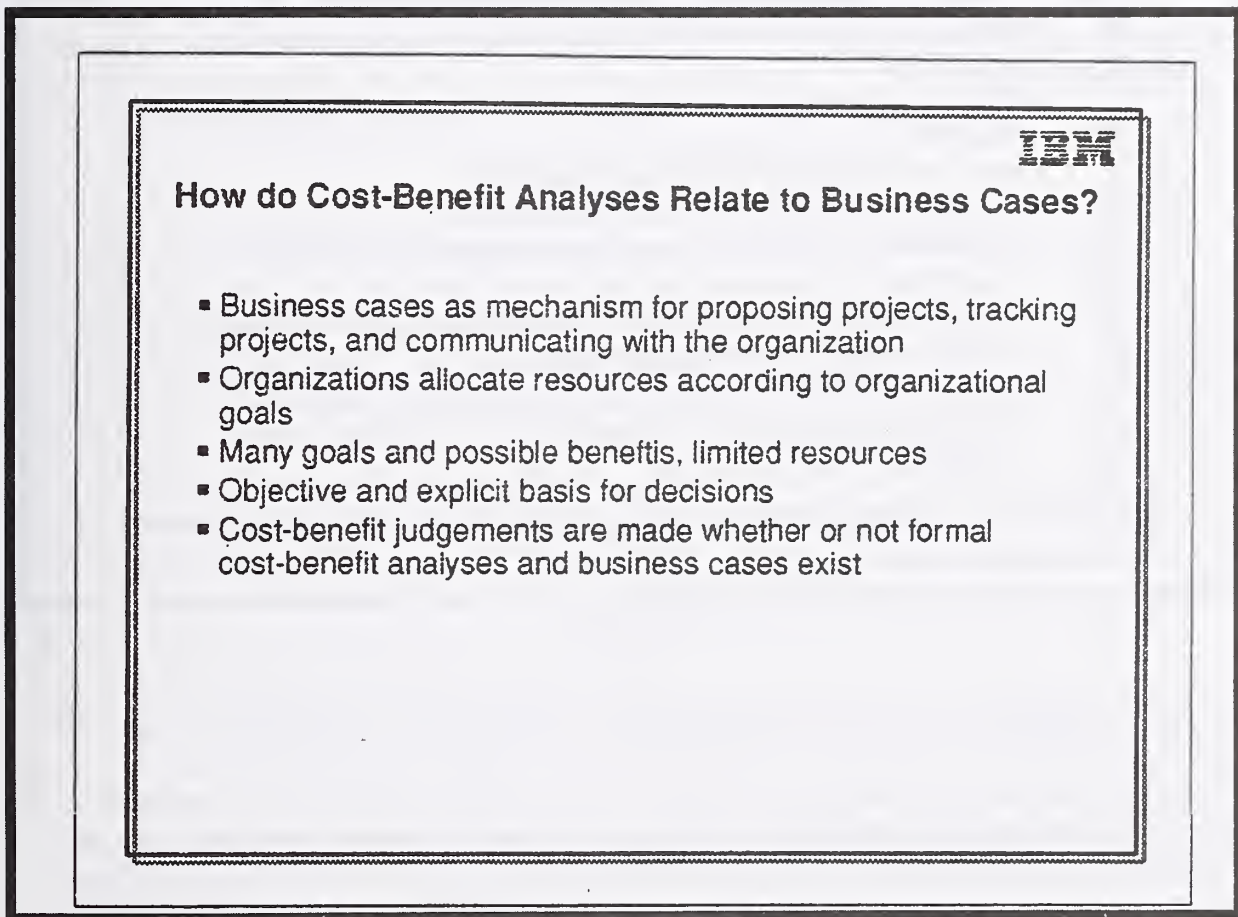 IBM
How do Cost-Benefit Analyses Relate to Business Cases?
▪ Business cases as mechanism for proposing projects, tracking
projects, and communicating with the organization
▪ Organizations allocate resources according to organizational
goals
▪ Many goals and possible beneftis, limited resources
▪ Objective and explicit basis for decisions
▪ Cost-benefit judgements are made whether or not formal
cost-benefit analyses and business cases exist